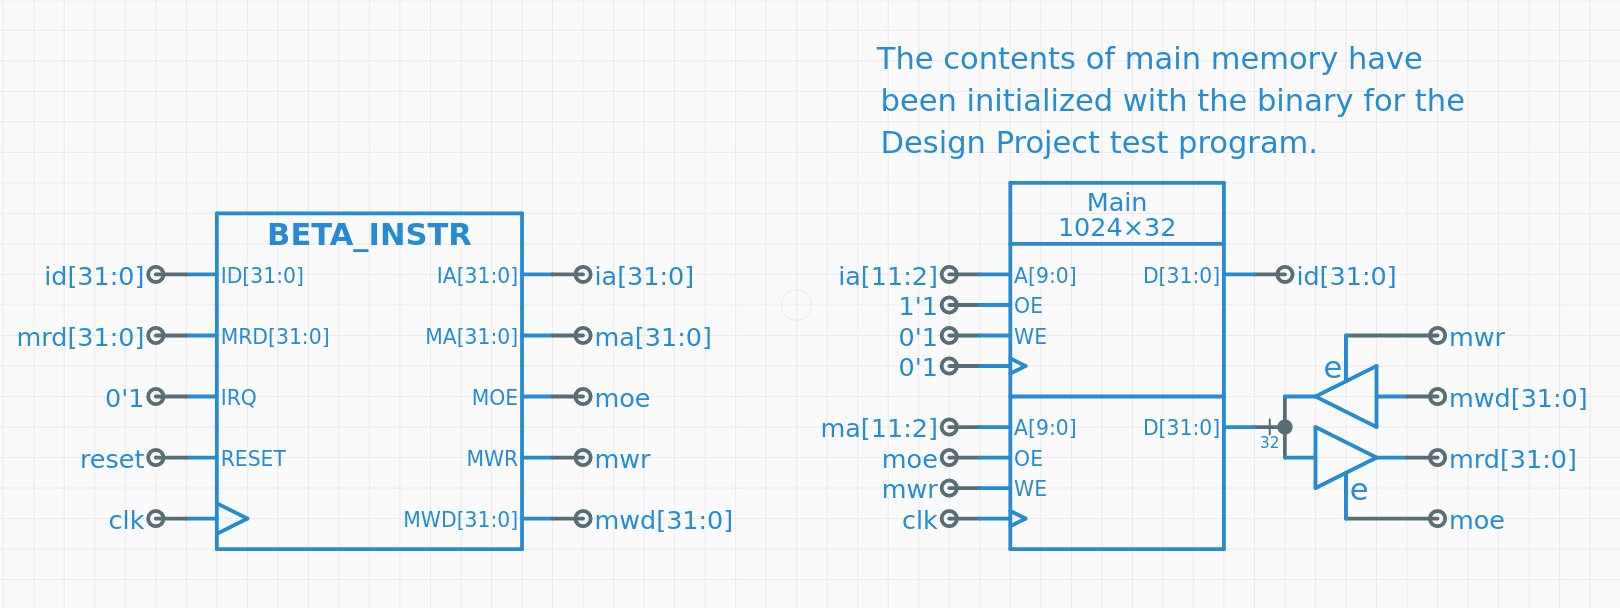 The contents of main memory have
been initialized with the binary for the
Design Project test program.
BETA_INSTR
id[31:0] ID[31:0] IA[31:0] ia[31:0]
mrd[31:0] MRD[31:0] MA[31:0] ma[31:0]
0'1 IRQ MOE moe
reset RESET MWR mwr
clk MWD[31:0] mwd[31:0]
Main
1024×32
ia[11:2] A[9:0] D[31:0] id[31:0]
1'1 OE
0'1 WE
0'1
ma[11:2] A[9:0] D[31:0] 32
moe OE
mwr WE
clk
mwr
e
mwd[31:0]
mrd[31:0]
e
moe